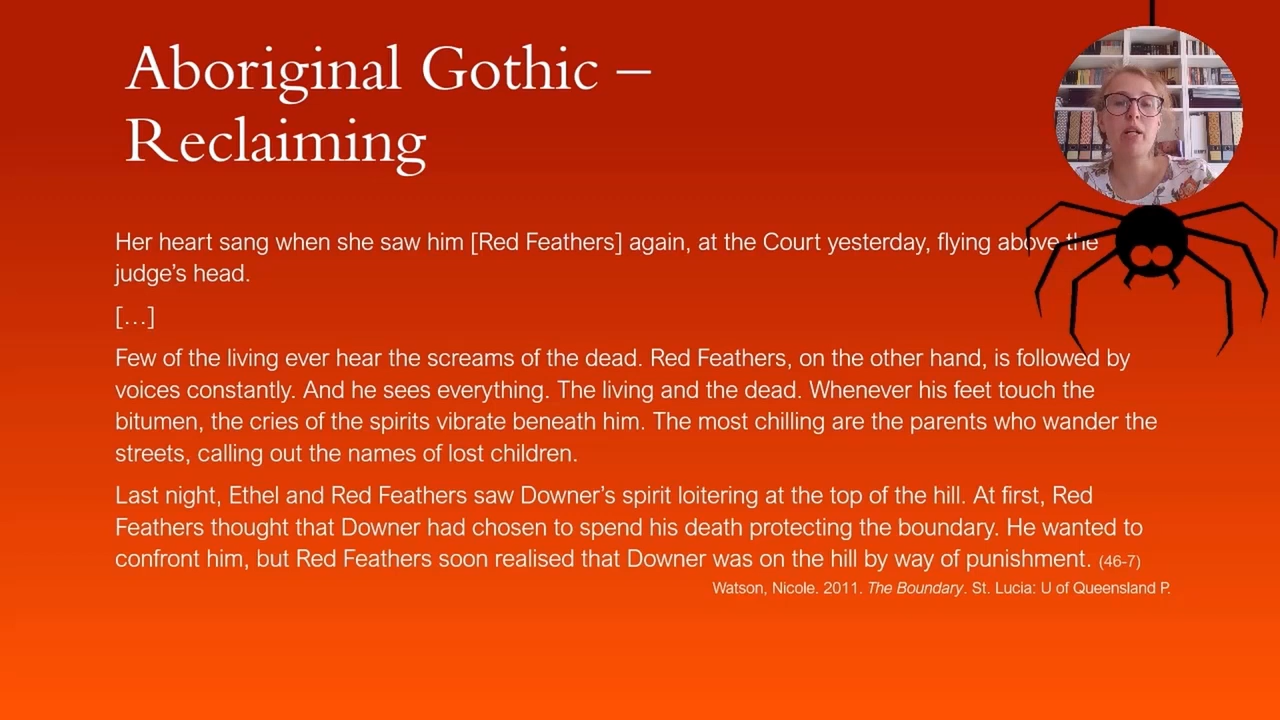 Aboriginal Gothic –
Reclaiming
Her heart sang when she saw him [Red Feathers] again, at the Court yesterday, flying above the
judge’s head.
[…]
Few of the living ever hear the screams of the dead. Red Feathers, on the other hand, is followed by
voices constantly. And he sees everything. The living and the dead. Whenever his feet touch the
bitumen, the cries of the spirits vibrate beneath him. The most chilling are the parents who wander the
streets, calling out the names of lost children.
Last night, Ethel and Red Feathers saw Downer’s spirit loitering at the top of the hill. At first, Red
Feathers thought that Downer had chosen to spend his death protecting the boundary. He wanted to
confront him, but Red Feathers soon realised that Downer was on the hill by way of punishment. (46-7)
Watson, Nicole. 2011. The Boundary. St. Lucia: U of Queensland P.